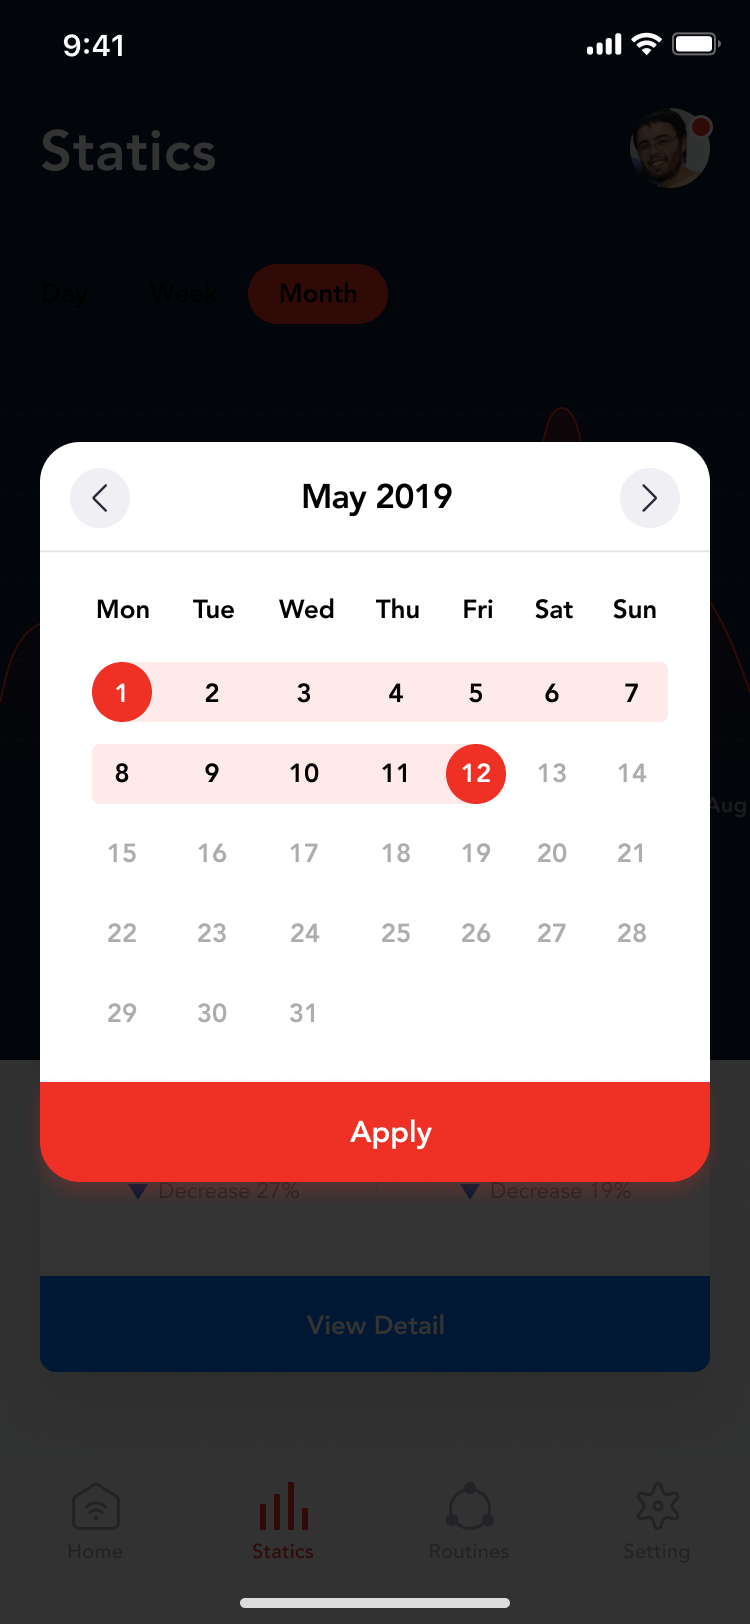 9:41
Statics
Day Week Month
May 2019
Mon Tue Wed Thu Fri Sat Sun
1 2 3 4 5 6 7
8 9 10 11 12 13 14
Aug
15 16 17 18 19 20 21
22 23 24 25 26 27 28
29 30 31
Apply
Decrease 27% Decrease 19%
View Detail
Home Statics Routines Setting